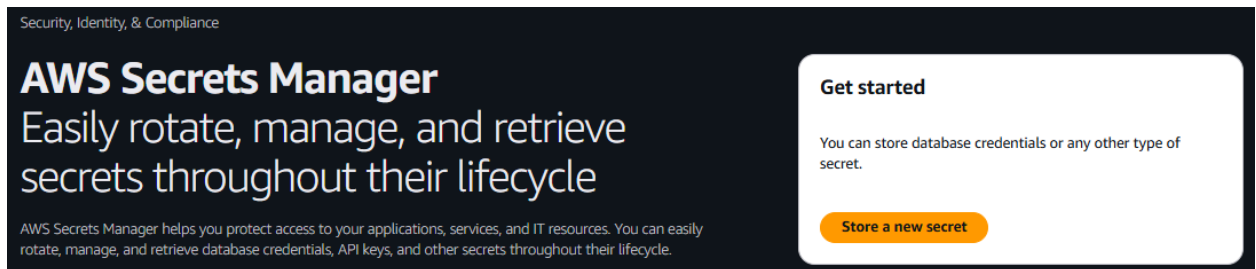 Security, Identity, & Compliance
AWS Secrets Manager
Easily rotate, manage, and retrieve
secrets throughout their lifecycle
AWS Secrets Manager helps you protect access to your applications, services, and IT resources. You can easily
rotate, manage, and retrieve database credentials, API keys, and other secrets throughout their lifecycle.
Get started
You can store database credentials or any other type of
secret.
Store a new secret